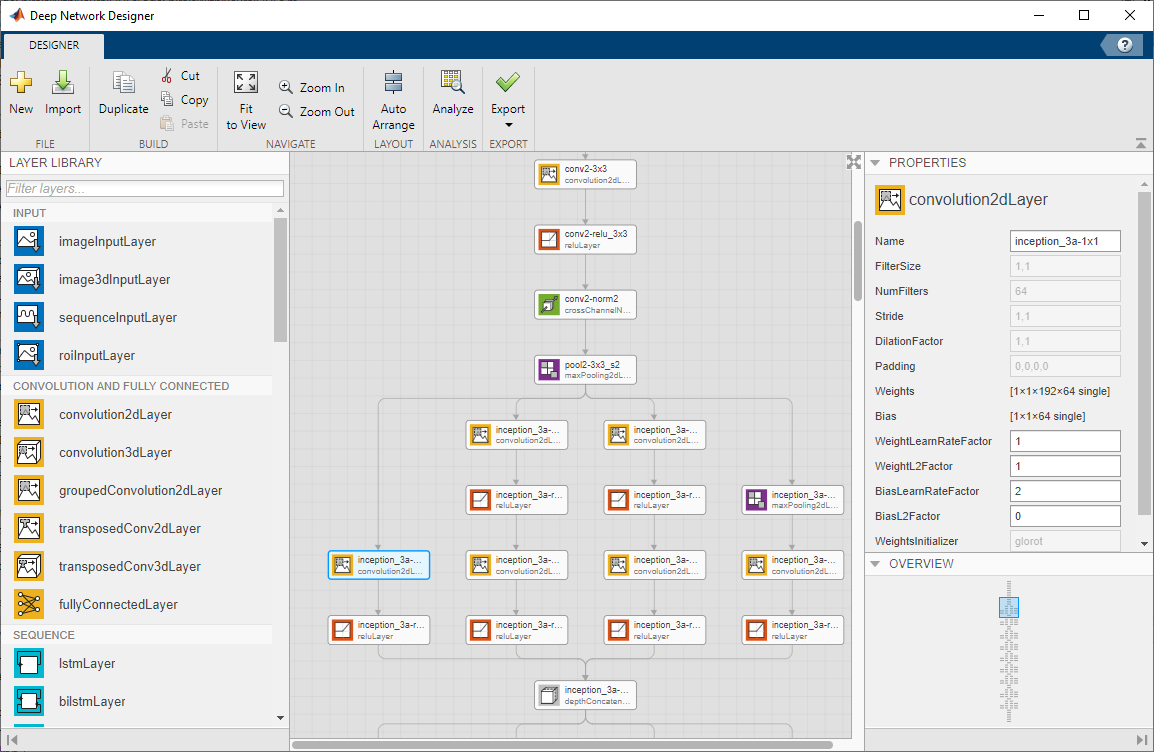 Deep Network Designer
DESIGNER
?
New
Import
FILE
Duplicate
Cut
Copy
Paste
BUILD
Fit
to View
Zoom In
Zoom Out
NAVIGATE
Auto
Arrange
LAYOUT
Analyze
ANALYSIS
Export
EXPORT
LAYER LIBRARY
Filter layers...
INPUT
imageInputLayer
image3dInputLayer
sequenceInputLayer
roiInputLayer
CONVOLUTION AND FULLY CONNECTED
convolution2dLayer
convolution3dLayer
groupedConvolution2dLayer
transposedConv2dLayer
transposedConv3dLayer
fullyConnectedLayer
SEQUENCE
lstmLayer
bilstmLayer
conv2-3x3
convolution2dL...
conv2-relu_3x3
reluLayer
conv2-norm2
crossChannelN...
pool2-3x3_s2
maxPooling2dL...
inception_3a-...
convolution2dL...
inception_3a-...
convolution2dL...
inception_3a-r...
reluLayer
inception_3a-r...
reluLayer
inception_3a-...
maxPooling2dL...
inception_3a-...
convolution2dL...
inception_3a-...
convolution2dL...
inception_3a-...
convolution2dL...
inception_3a-...
convolution2dL...
inception_3a-r...
reluLayer
inception_3a-r...
reluLayer
inception_3a-r...
reluLayer
inception_3a-r...
reluLayer
inception_3a-...
depthConcaten...
PROPERTIES
convolution2dLayer
Name inception_3a-1x1
FilterSize 1,1
NumFilters 64
Stride 1,1
DilationFactor 1,1
Padding 0,0,0,0
Weights [1×1×192×64 single]
Bias [1×1×64 single]
WeightLearnRateFactor 1
WeightL2Factor 1
BiasLearnRateFactor 2
BiasL2Factor 0
WeightsInitializer glorot
OVERVIEW